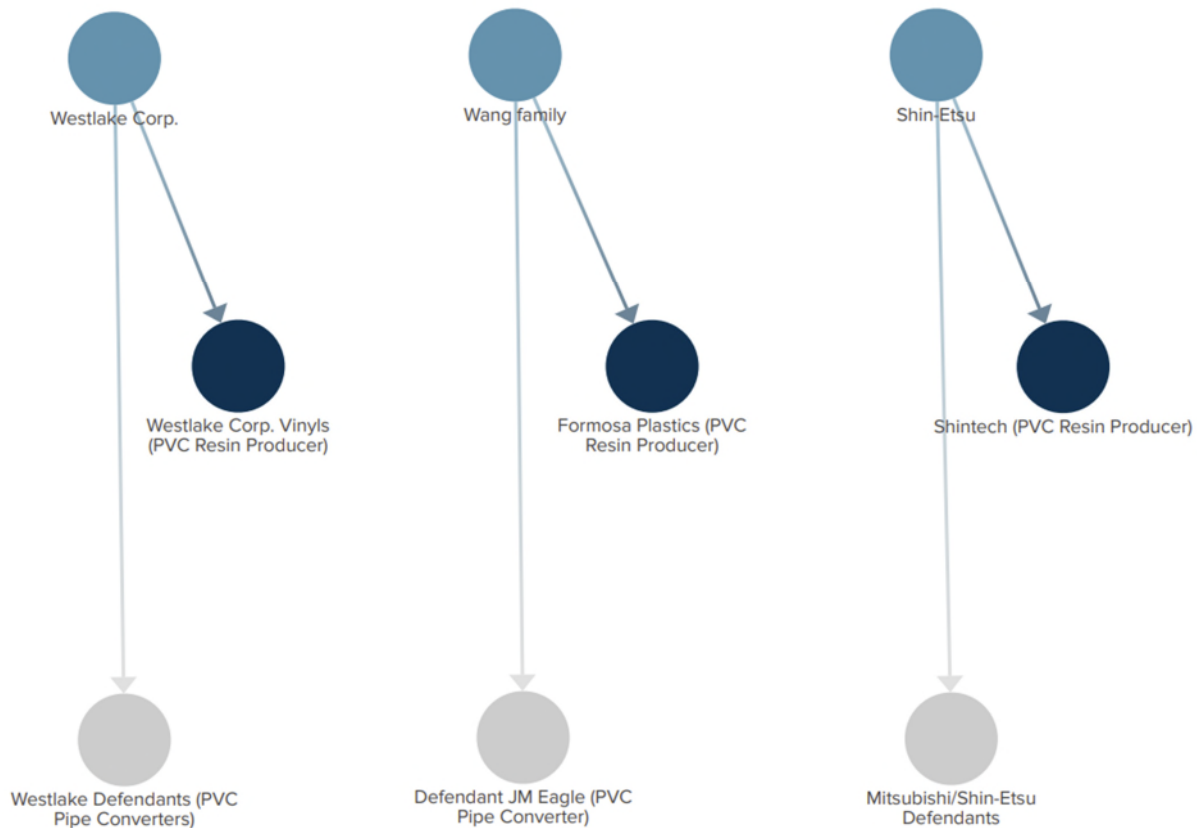 Westlake Corp.
Wang family
Shin-Etsu
Westlake Corp. Vinyls
(PVC Resin Producer)
Formosa Plastics (PVC
Resin Producer)
Shintech (PVC Resin Producer)
Westlake Defendants (PVC
Pipe Converters)
Defendant JM Eagle (PVC
Pipe Converter)
Mitsubishi/Shin-Etsu
Defendants